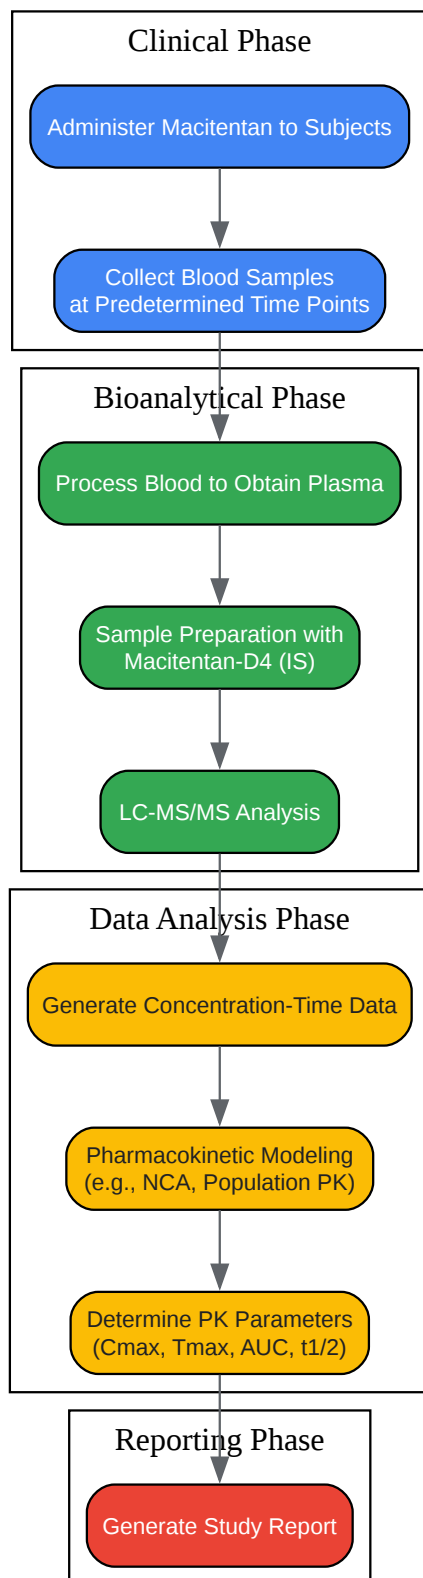 Clinical Phase
Administer Macitentan to Subjects
Collect Blood Samples
at Predetermined Time Points
Bioanalytical Phase
Process Blood to Obtain Plasma
Sample Preparation with
Macitentan-D4 (IS)
LC-MS/MS Analysis
Data Analysis Phase
Generate Concentration-Time Data
Pharmacokinetic Modeling
(e.g., NCA, Population PK)
Determine PK Parameters
(Cmax, Tmax, AUC, t1/2)
Reporting Phase
Generate Study Report